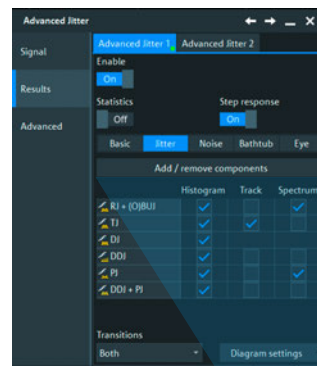 Advanced Jitter
Signal
Results
Advanced
Advanced Jitter 1 Advanced Jitter 2
Enable
On
Statistics Step response
Off On
Basic Jitter Noise Bathtub Eye
Add / remove components
Histogram Track Spectrum
RJ + (O)BUJ
TJ
DJ
DDJ
PJ
DDJ + PJ
Transitions
Both Diagram settings